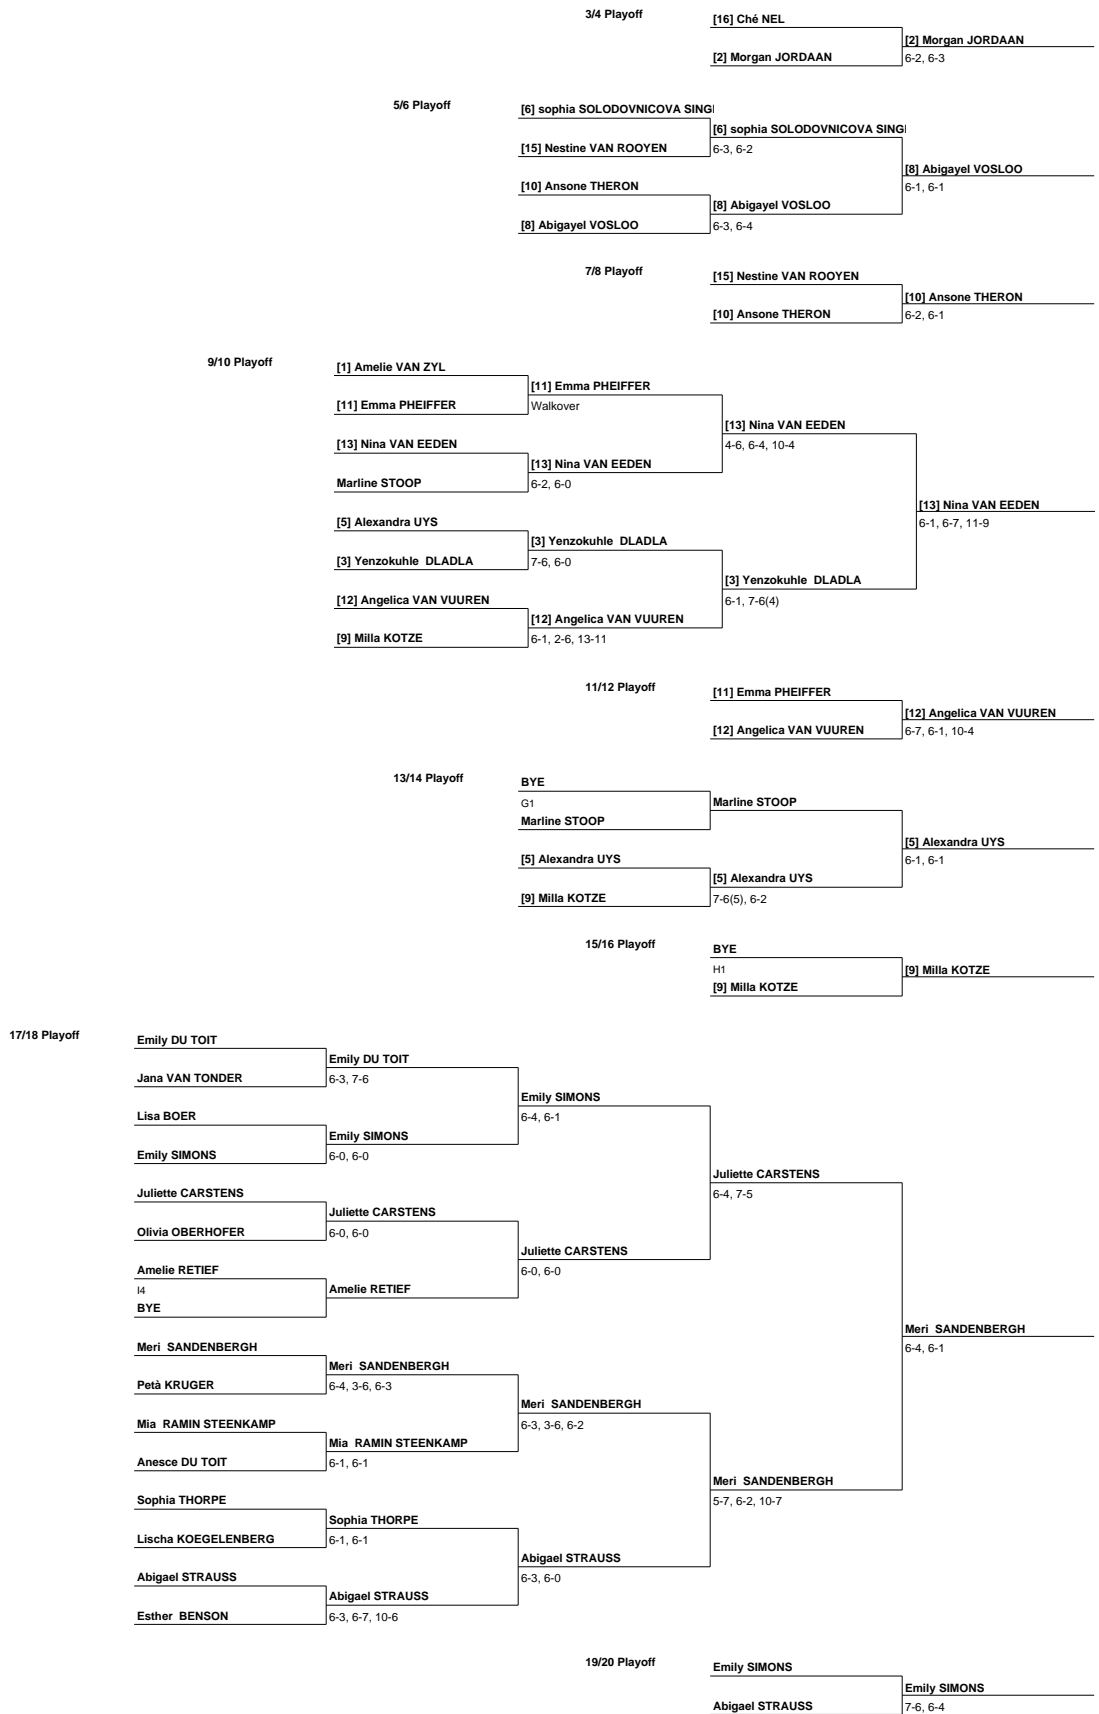 3/4 Playoff
[16] Ché NEL
[2] Morgan JORDAAN
[2] Morgan JORDAAN
6-2, 6-3
5/6 Playoff
[6] sophia SOLODOVNICOVA SING
[6] sophia SOLODOVNICOVA SING
[15] Nestine VAN ROOYEN
6-3, 6-2
[8] Abigayel VOSLOO
6-1, 6-1
[10] Ansone THERON
[8] Abigayel VOSLOO
[8] Abigayel VOSLOO
6-3, 6-4
7/8 Playoff
[15] Nestine VAN ROOYEN
[10] Ansone THERON
[10] Ansone THERON
6-2, 6-1
9/10 Playoff
[1] Amelie VAN ZYL
[11] Emma PHEIFFER
[11] Emma PHEIFFER
Walkover
[13] Nina VAN EEDEN
4-6, 6-4, 10-4
[13] Nina VAN EEDEN
[13] Nina VAN EEDEN
Marline STOOP
6-2, 6-0
[13] Nina VAN EEDEN
6-1, 6-7, 11-9
[5] Alexandra UYS
[3] Yenzokuhle DLADLA
[3] Yenzokuhle DLADLA
7-6, 6-0
[3] Yenzokuhle DLADLA
6-1, 7-6(4)
[12] Angelica VAN VUUREN
[12] Angelica VAN VUUREN
[9] Milla KOTZE
6-1, 2-6, 13-11
11/12 Playoff
[11] Emma PHEIFFER
[12] Angelica VAN VUUREN
[12] Angelica VAN VUUREN
6-7, 6-1, 10-4
13/14 Playoff
BYE
G1
Marline STOOP
Marline STOOP
[5] Alexandra UYS
6-1, 6-1
[5] Alexandra UYS
[5] Alexandra UYS
[9] Milla KOTZE
7-6(5), 6-2
15/16 Playoff
BYE
H1
[9] Milla KOTZE
[9] Milla KOTZE
17/18 Playoff
Emily DU TOIT
Emily DU TOIT
Jana VAN TONDER
6-3, 7-6
Emily SIMONS
6-4, 6-1
Lisa BOER
Emily SIMONS
Emily SIMONS
6-0, 6-0
Juliette CARSTENS
6-4, 7-5
Juliette CARSTENS
Juliette CARSTENS
Olivia OBERHOFER
6-0, 6-0
Juliette CARSTENS
6-0, 6-0
Amelie RETIEF
I4
Amelie RETIEF
BYE
Meri SANDENBERGH
6-4, 6-1
Meri SANDENBERGH
Meri SANDENBERGH
Petà KRUGER
6-4, 3-6, 6-3
Meri SANDENBERGH
6-3, 3-6, 6-2
Mia RAMIN STEENKAMP
Mia RAMIN STEENKAMP
Anesce DU TOIT
6-1, 6-1
Meri SANDENBERGH
5-7, 6-2, 10-7
Sophia THORPE
Sophia THORPE
Lischa KOEGELENBERG
6-1, 6-1
Abigael STRAUSS
6-3, 6-0
Abigael STRAUSS
Abigael STRAUSS
Esther BENSON
6-3, 6-7, 10-6
19/20 Playoff
Emily SIMONS
Emily SIMONS
Abigael STRAUSS
7-6, 6-4